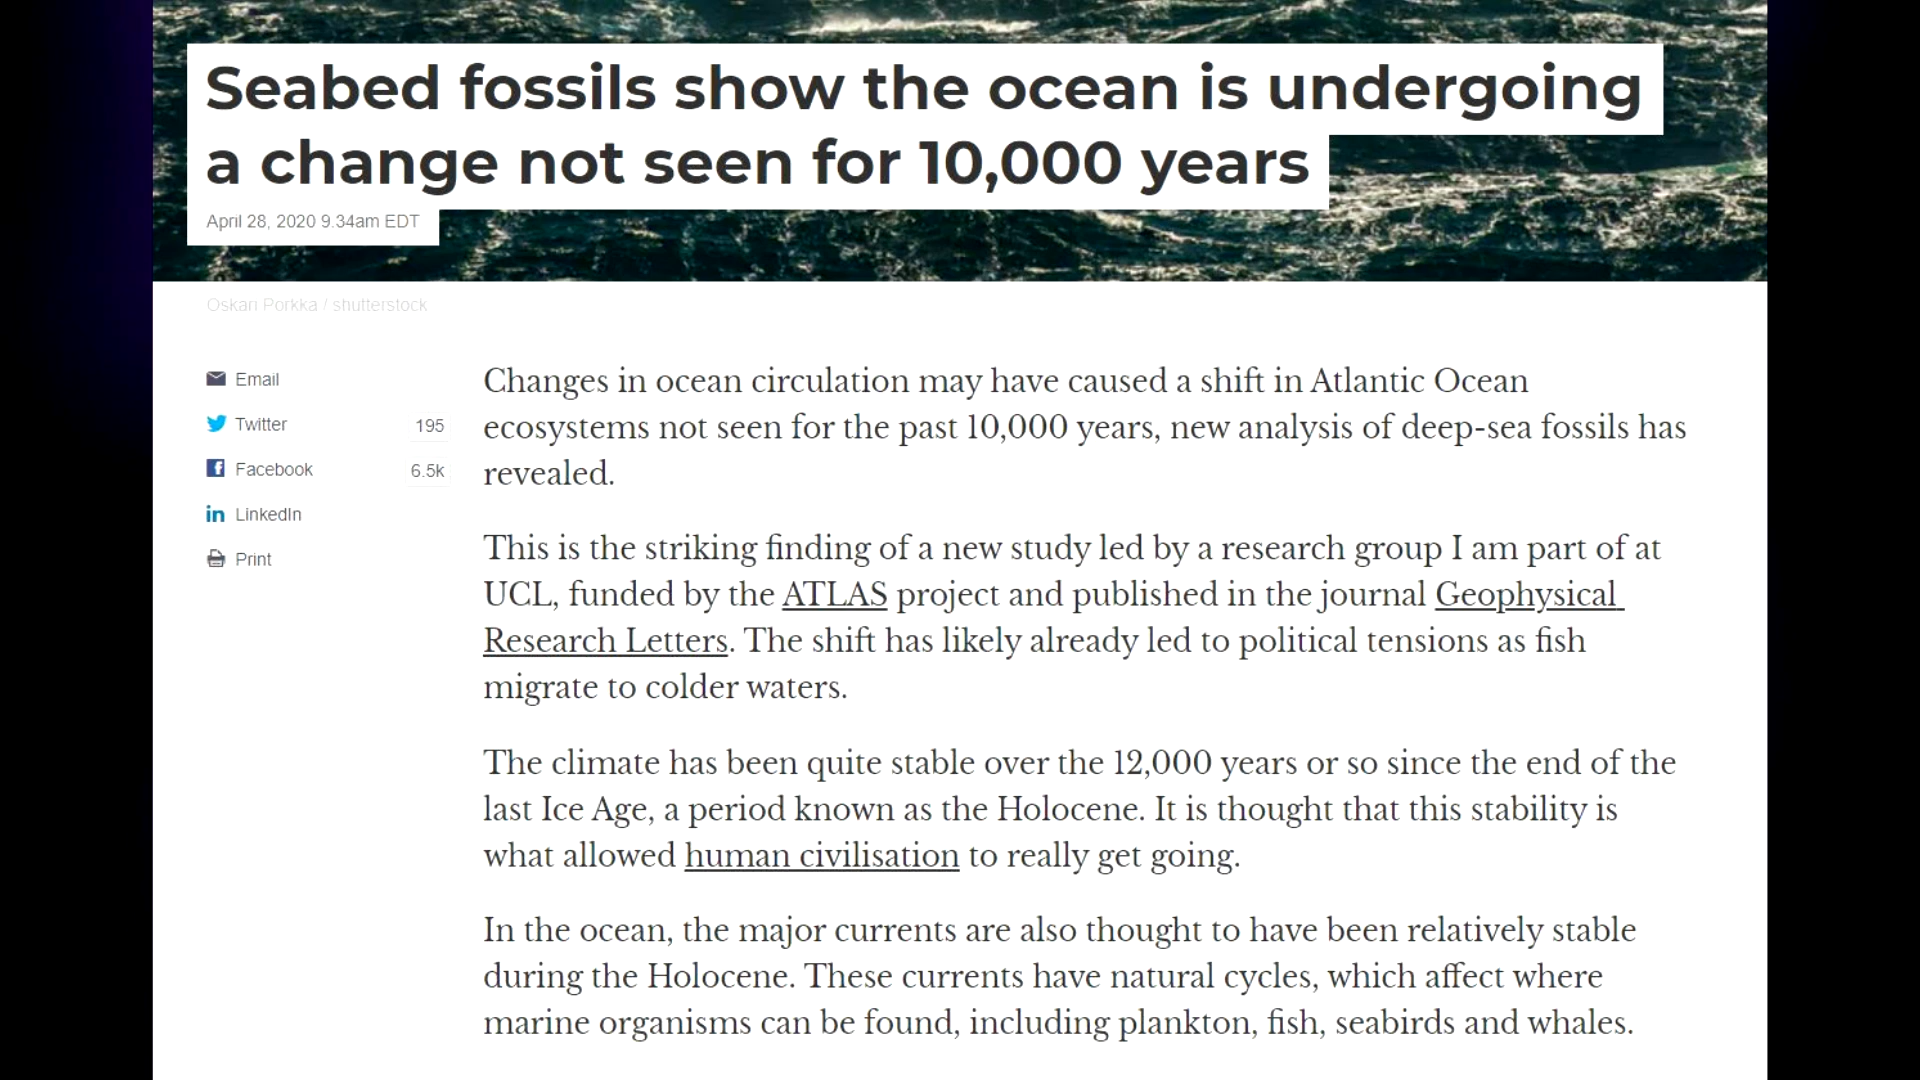 Seabed fossils show the ocean is undergoing
a change not seen for 10,000 years
April 28, 2020 9.34am EDT
Oskari Porkka / shutterstock
Email
Twitter 195
Facebook 6.5k
LinkedIn
Print
Changes in ocean circulation may have caused a shift in Atlantic Ocean
ecosystems not seen for the past 10,000 years, new analysis of deep-sea fossils has
revealed.
This is the striking finding of a new study led by a research group I am part of at
UCL, funded by the ATLAS project and published in the journal Geophysical
Research Letters. The shift has likely already led to political tensions as fish
migrate to colder waters.
The climate has been quite stable over the 12,000 years or so since the end of the
last Ice Age, a period known as the Holocene. It is thought that this stability is
what allowed human civilisation to really get going.
In the ocean, the major currents are also thought to have been relatively stable
during the Holocene. These currents have natural cycles, which affect where
marine organisms can be found, including plankton, fish, seabirds and whales.